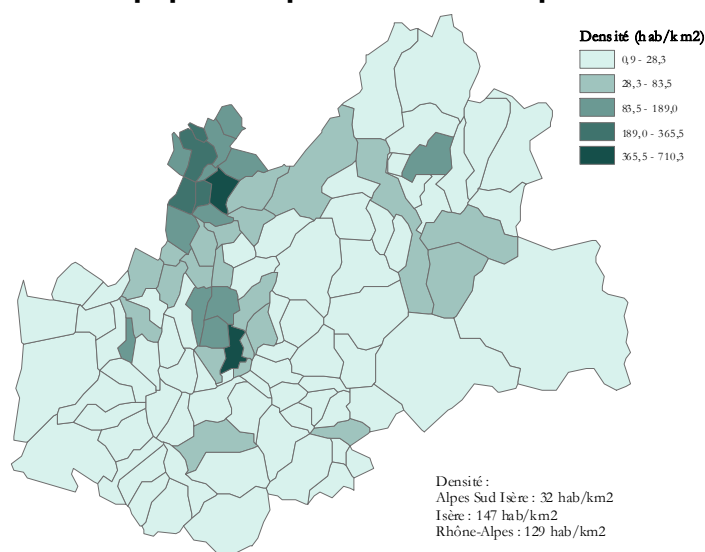 Densité (hab/km2)
0,9 - 28,3
28,3 - 83,5
83,5 - 189,0
189,0 - 365,5
365,5 - 710,3
Densité :
Alpes Sud Isère : 32 hab/km2
Isère : 147 hab/km2
Rhône-Alpes : 129 hab/km2